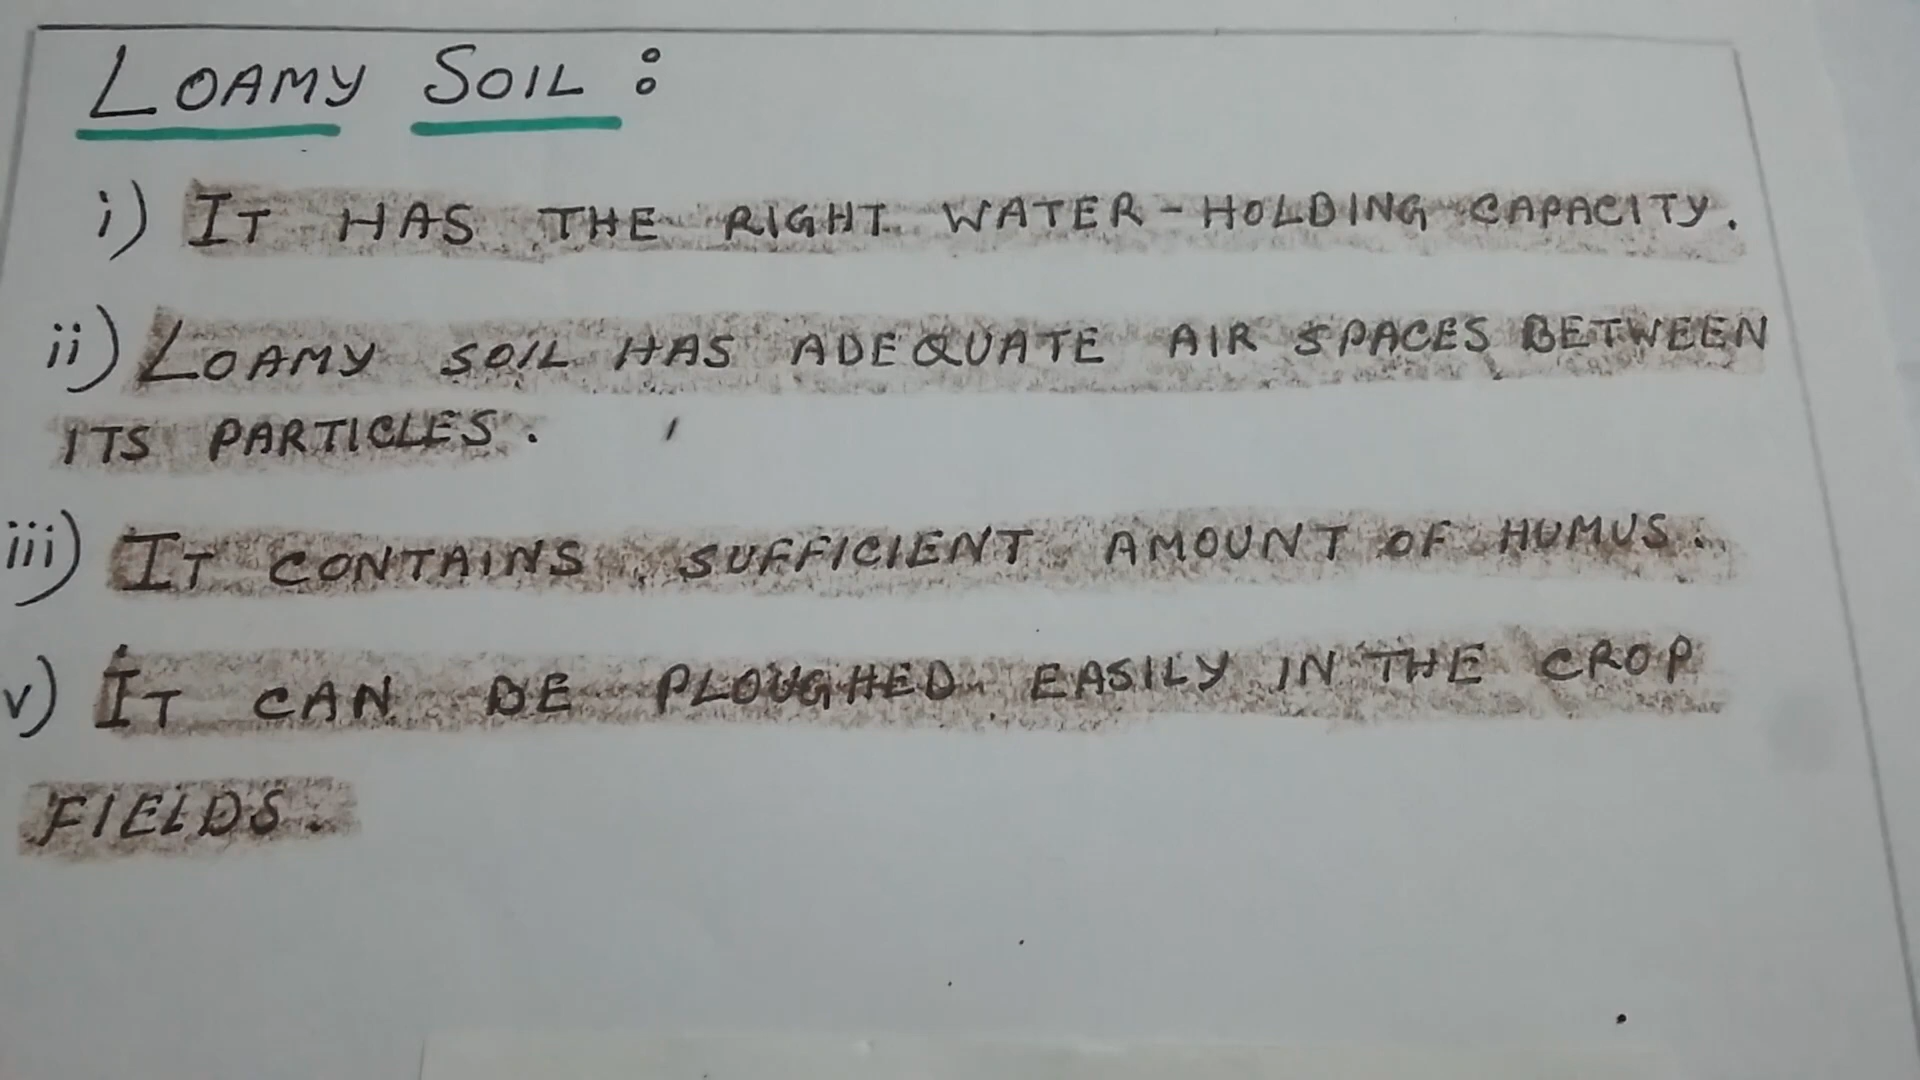 LOAMY SOIL:
i) IT HAS THE RIGHT WATER-HOLDING CAPACITY.
ii) LOAMY SOIL HAS ADEQUATE AIR SPACES BETWEEN
ITS PARTICLES.
iii) IT CONTAINS SUFFICIENT AMOUNT OF HUMUS.
v) IT CAN BE PLOUGHED EASILY IN THE CROP
FIELDS.